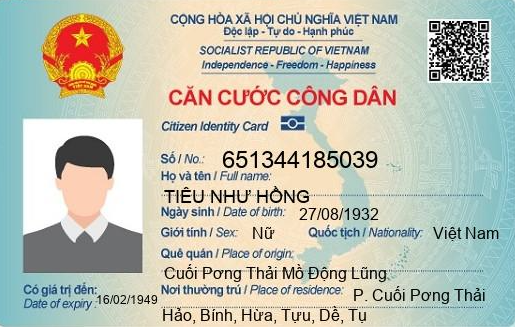 CỘNG HÒA XÃ HỘI CHỦ NGHĨA VIỆT NAM
Độc lập - Tự do - Hạnh phúc
SOCIALIST REPUBLIC OF VIETNAM
Independence - Freedom - Happiness
CĂN CƯỚC CÔNG DÂN
Citizen Identity Card
Số / No.: 651344185039
Họ và tên / Full name:
TIÊU NHƯ HỒNG
Ngày sinh / Date of birth: 27/08/1932
Giới tính / Sex: Nữ Quốc tịch / Nationality: Việt Nam
Quê quán / Place of origin:
Cuối Pơng Thải Mồ Động Lũng
Có giá trị đến: Nơi thường trú / Place of residence: P. Cuối Pơng Thải
Date of expiry: 16/02/1949
Hảo, Bính, Hừa, Tựu, Dề, Tụ